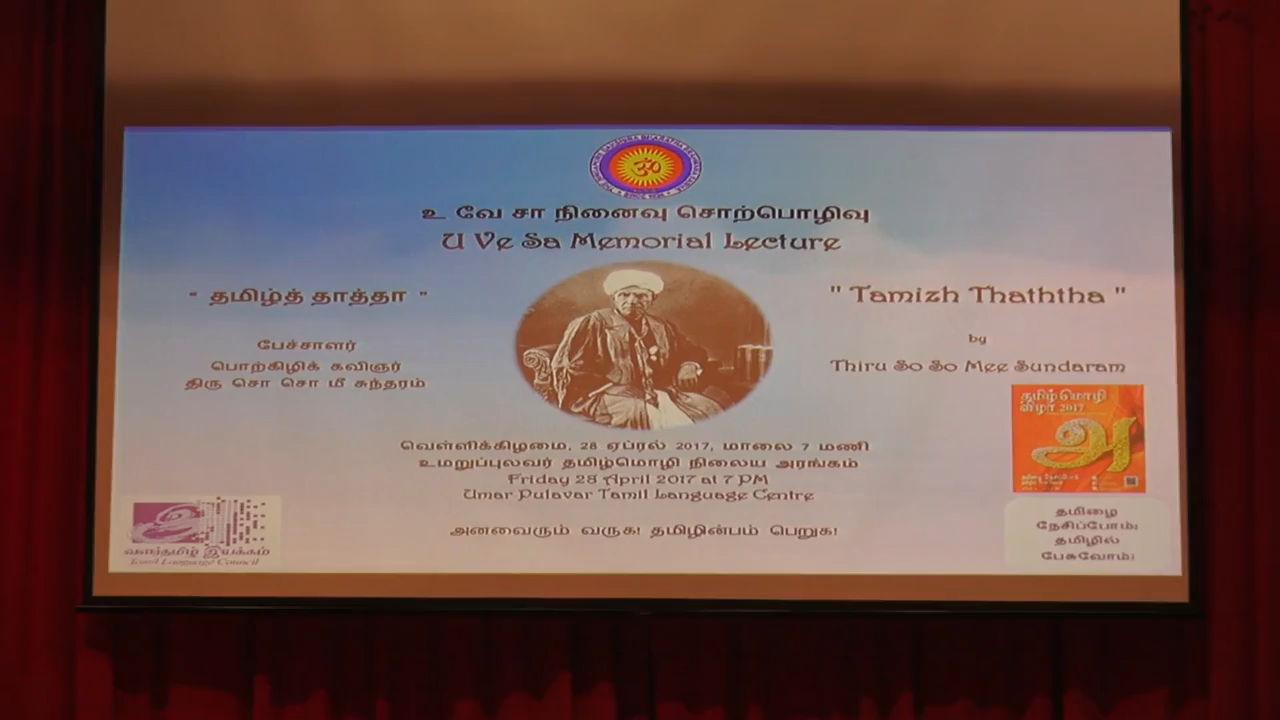 உ வே சா நினைவு சொற்பொழிவு
U Ve Sa Memorial Lecture
" தமிழ்த் தாத்தா "
பேச்சாளர்
பொற்கிழிக் கவிஞர்
திரு சொ சொ மீ சுந்தரம்
" Tamizh Thaththa "
by
Thiru So So Mee Sundaram
வெள்ளிக்கிழமை, 28 ஏப்ரல் 2017, மாலை 7 மணி
உமறுப்புலவர் தமிழ்மொழி நிலைய அரங்கம்
Friday 28 April 2017 at 7 PM
Umar Pulavar Tamil Language Centre
அனைவரும் வருக! தமிழின்பம் பெறுக!
தமிழ் மொழி
விழா 2017
அ
வளர்தமிழ் இயக்கம்
Tamil Language Council
தமிழை
நேசிப்போம்;
தமிழில்
பேசுவோம்!